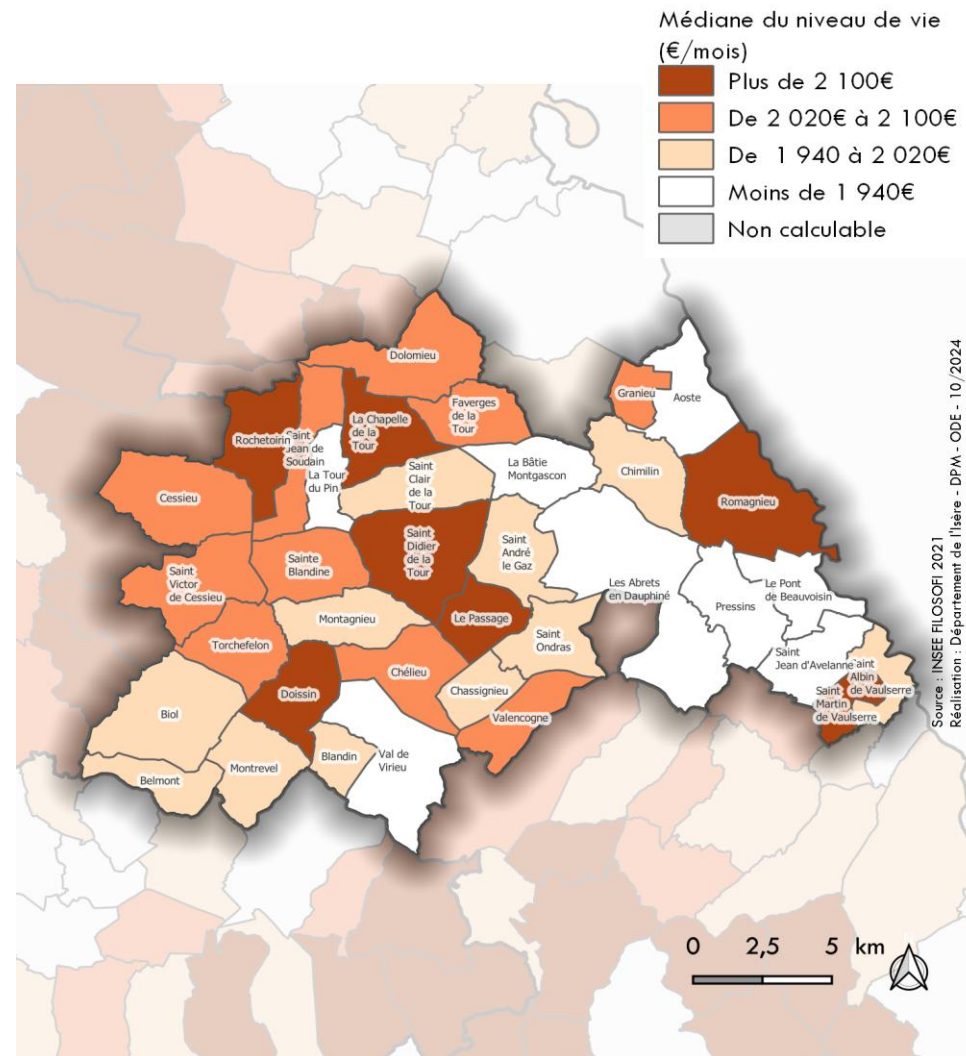 Médiane du niveau de vie
(€/mois)
Plus de 2 100€
De 2 020€ à 2 100€
De 1 940 à 2 020€
Moins de 1 940€
Non calculable
Dolomieu
Granieu
Aoste
Faverges
de la
Tour
La Chapelle
de la
Tour
Rochetoirin
Saint
Jean de
Soudain
La Tour
du Pin
Saint
Clair
de la
Tour
La Bâtie
Montgascon
Chimilin
Romagnieu
Cessieu
Saint
Didier
de la
Tour
Saint
André
le Gaz
Sainte
Blandine
Saint
Victor
de Cessieu
Les Abrets
en Dauphiné
Pressins
Le Pont
de Beauvoisin
Montagnieu
Le Passage
Saint
Ondras
Torchefelon
Saint
Jean d'Avelanne
Saint
Albin
de Vaulserre
Saint
Martin
de Vaulserre
Doissin
Chélieu
Chassignieu
Valencogne
Biol
Blandin
Val de
Virieu
Montrevel
Belmont
Source : INSEE FILOSOFI 2021
Réalisation : Département de l'Isère - DPM - ODE - 10/2024
0 2,5 5 km
N